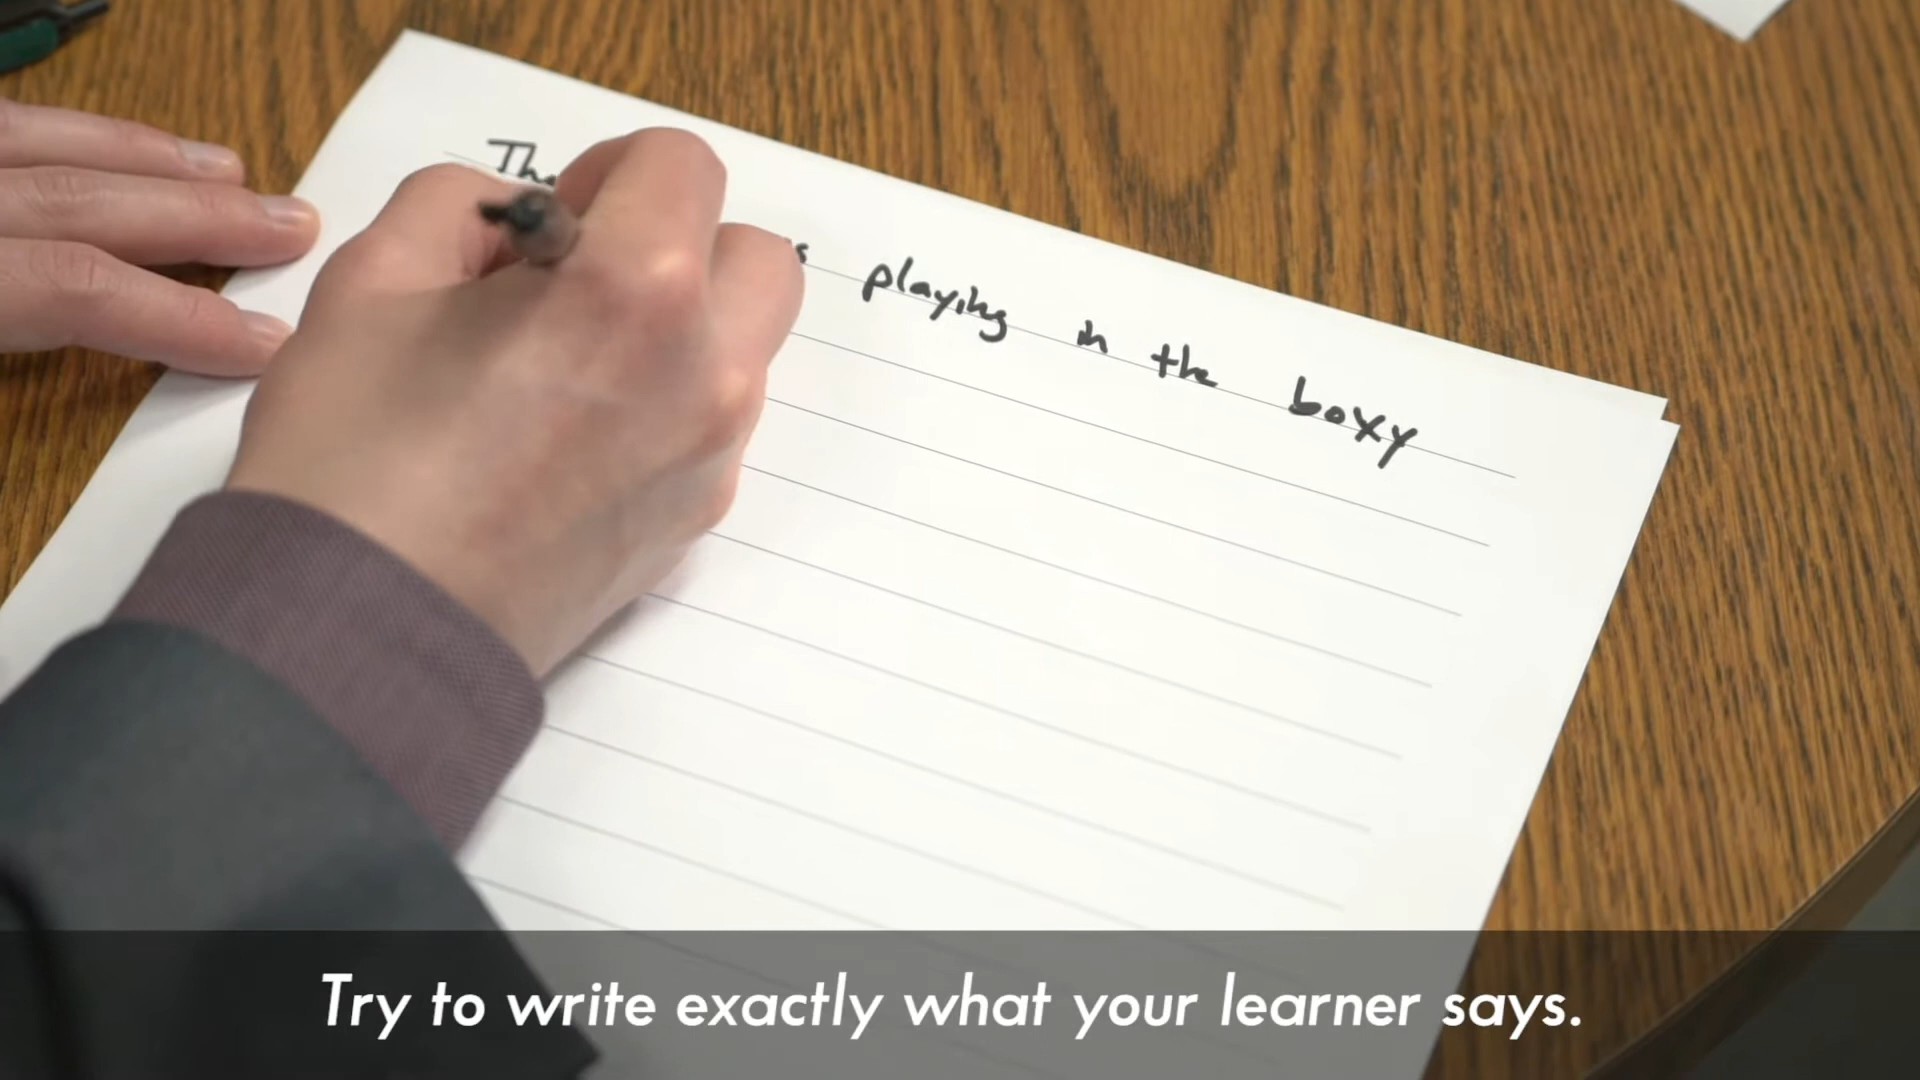 playing in the boxy
Try to write exactly what your learner says.